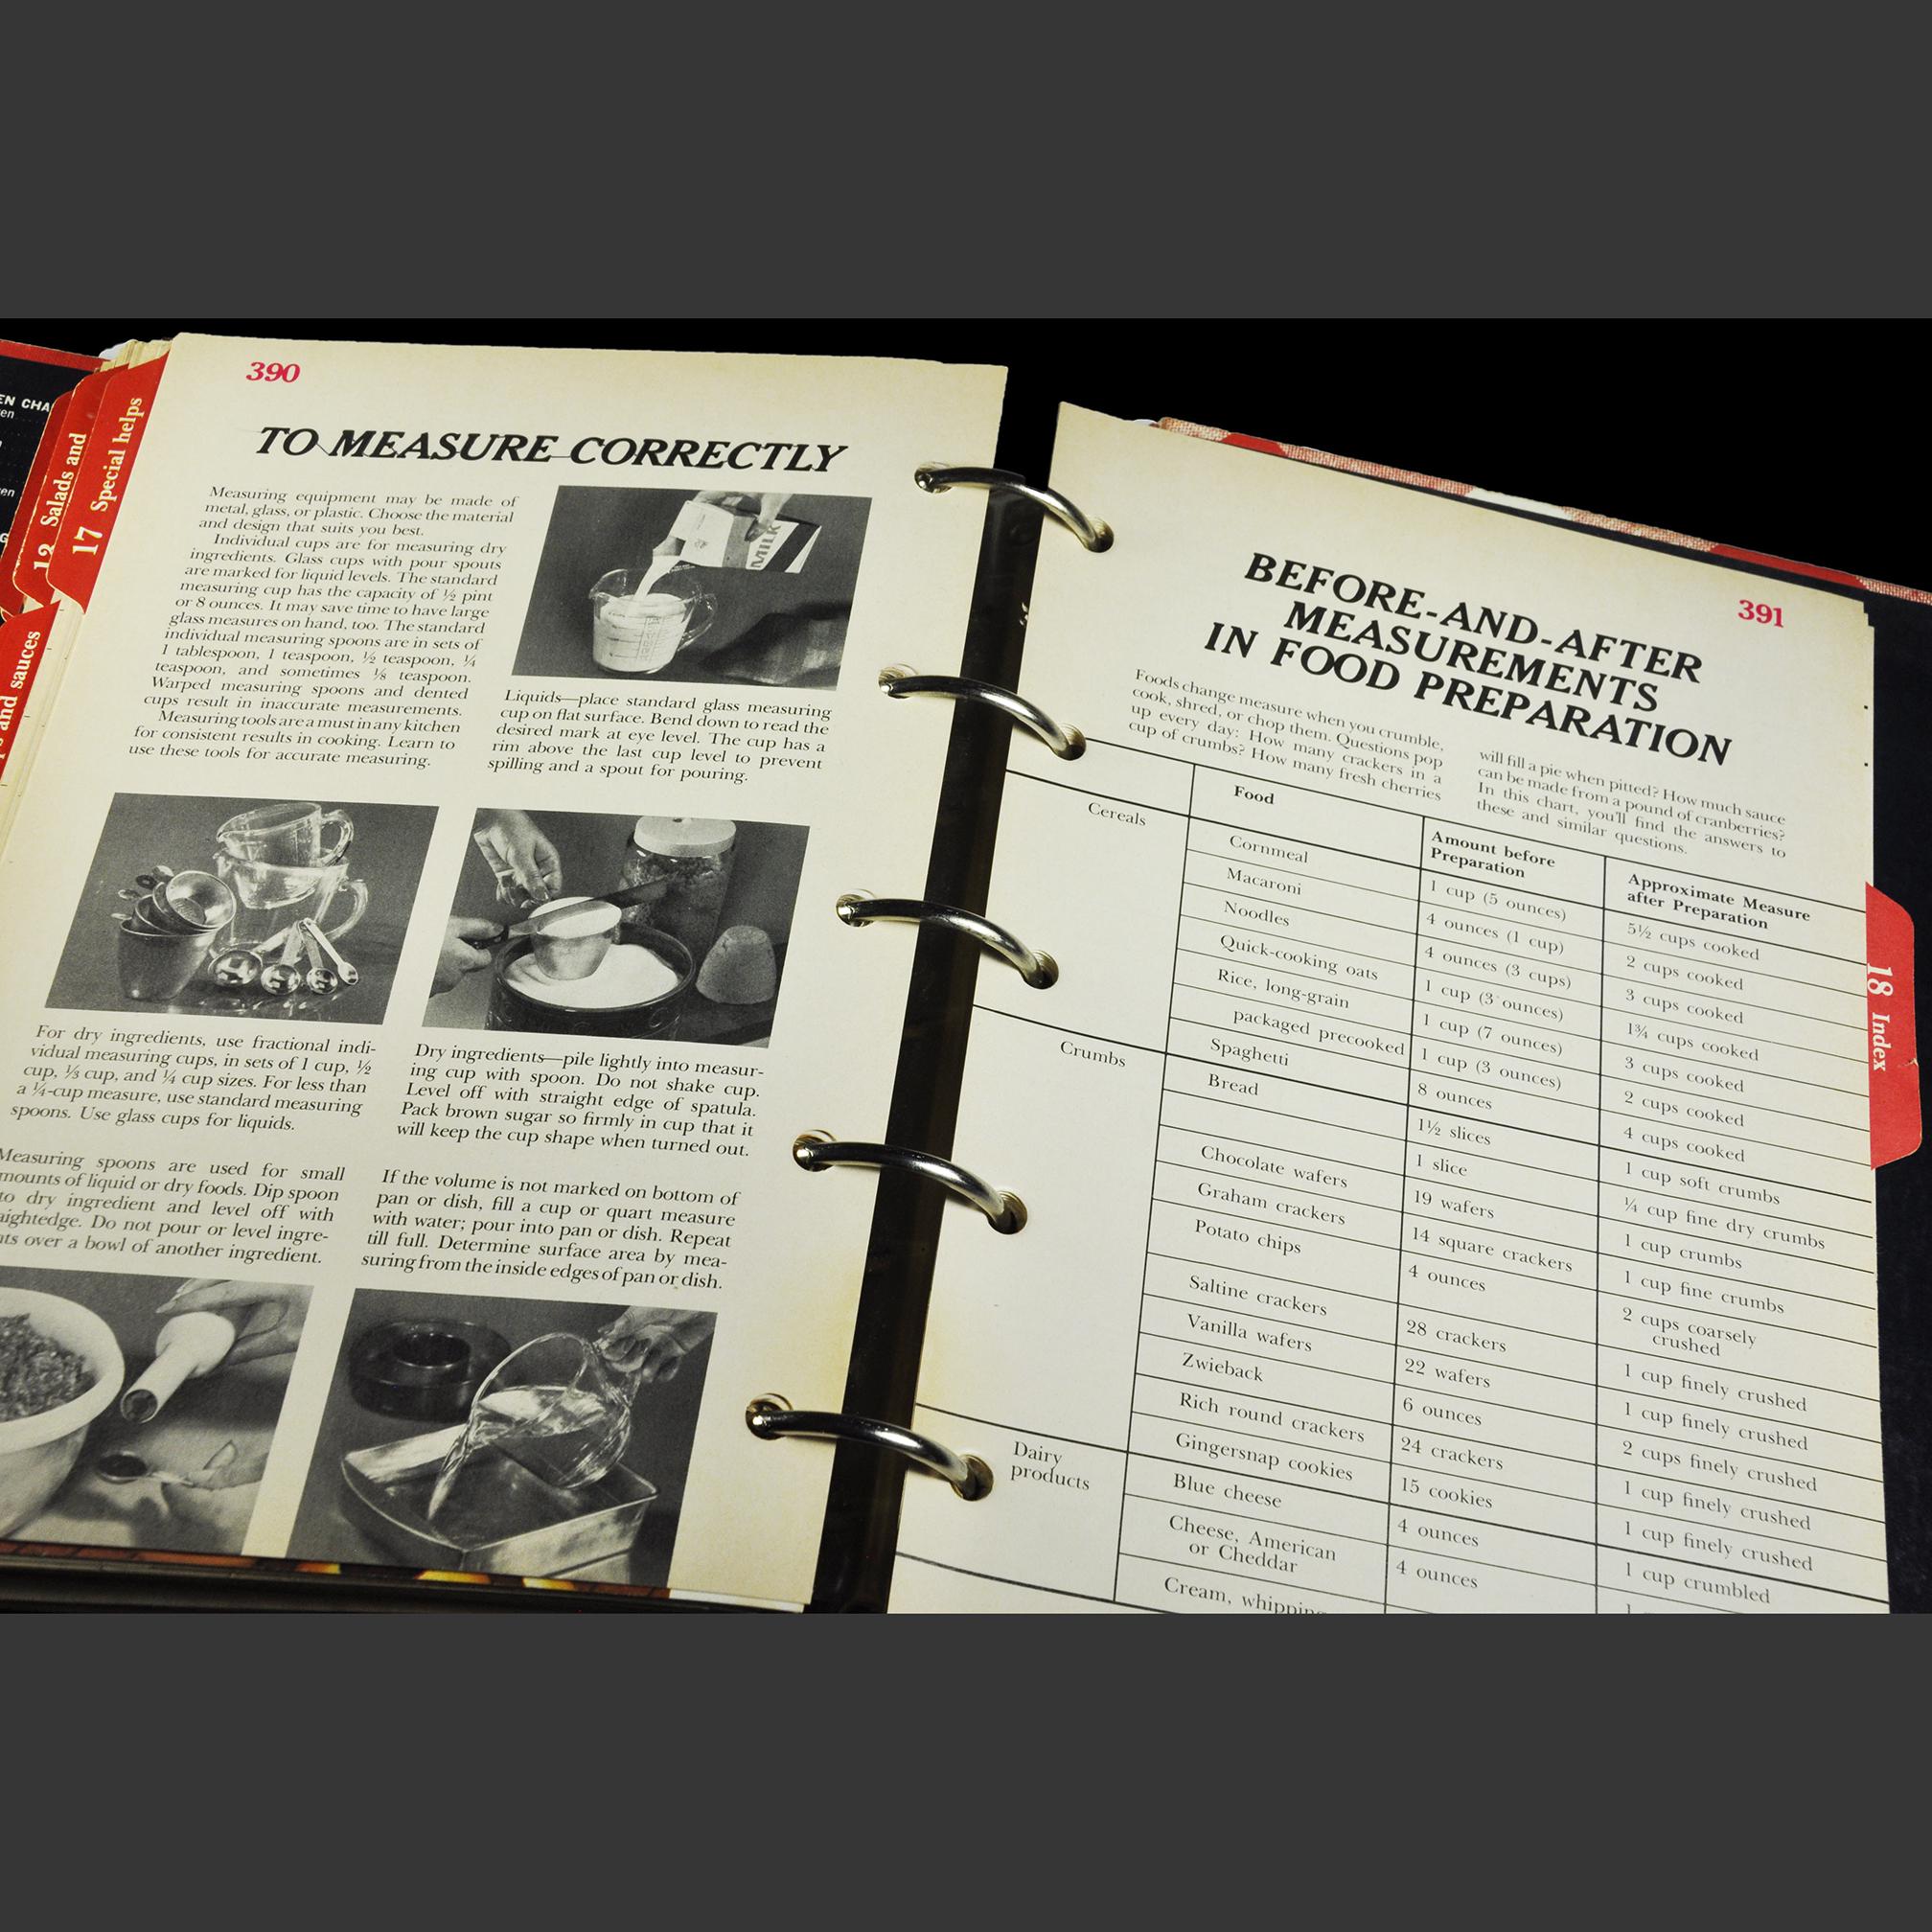 EN CHA
12 Salads and
17 Special helps
and sauces
390
TO MEASURE CORRECTLY
Measuring equipment may be made of
metal, glass, or plastic. Choose the material
and design that suits you best.
Individual cups are for measuring dry
ingredients. Glass cups with pour spouts
are marked for liquid levels. The standard
measuring cup has the capacity of ½ pint
or 8 ounces. It may save time to have large
glass measures on hand, too. The standard
individual measuring spoons are in sets of
1 tablespoon, 1 teaspoon, ½ teaspoon, ¼
teaspoon, and sometimes ⅛ teaspoon.
Warped measuring spoons and dented
cups result in inaccurate measurements.
Measuring tools are a must in any kitchen
for consistent results in cooking. Learn to
use these tools for accurate measuring.
MILK
Liquids—place standard glass measuring
cup on flat surface. Bend down to read the
desired mark at eye level. The cup has a
rim above the last cup level to prevent
spilling and a spout for pouring.
For dry ingredients, use fractional indi-
vidual measuring cups, in sets of 1 cup, ½
cup, ⅓ cup, and ¼ cup sizes. For less than
a ¼-cup measure, use standard measuring
spoons. Use glass cups for liquids.
Dry ingredients—pile lightly into measur-
ing cup with spoon. Do not shake cup.
Level off with straight edge of spatula.
Pack brown sugar so firmly in cup that it
will keep the cup shape when turned out.
Measuring spoons are used for small
mounts of liquid or dry foods. Dip spoon
to dry ingredient and level off with
aightedge. Do not pour or level ingre-
nts over a bowl of another ingredient.
If the volume is not marked on bottom of
pan or dish, fill a cup or quart measure
with water; pour into pan or dish. Repeat
till full. Determine surface area by mea-
suring from the inside edges of pan or dish.
391
BEFORE-AND-AFTER
MEASUREMENTS
IN FOOD PREPARATION
Foods change measure when you crumble,
cook, shred, or chop them. Questions pop
up every day: How many crackers in a
cup of crumbs? How many fresh cherries
will fill a pie when pitted? How much sauce
can be made from a pound of cranberries?
In this chart, you'll find the answers to
these and similar questions.
Food Amount before Preparation Approximate Measure after Preparation
Cereals Cornmeal 1 cup (5 ounces) 5½ cups cooked
Macaroni 4 ounces (1 cup) 2 cups cooked
Noodles 4 ounces (3 cups) 3 cups cooked
Quick-cooking oats 1 cup (3 ounces) 1¾ cups cooked
Rice, long-grain 1 cup (7 ounces) 3 cups cooked
packaged precooked 1 cup (3 ounces) 2 cups cooked
Spaghetti 8 ounces 4 cups cooked
Crumbs Bread 1½ slices 1 cup soft crumbs
1 slice ¼ cup fine dry crumbs
Chocolate wafers 19 wafers 1 cup crumbs
Graham crackers 14 square crackers 1 cup fine crumbs
Potato chips 4 ounces 2 cups coarsely
crushed
Saltine crackers 28 crackers 1 cup finely crushed
Vanilla wafers 22 wafers 1 cup finely crushed
Zwieback 6 ounces 2 cups finely crushed
Rich round crackers 24 crackers 1 cup finely crushed
Gingersnap cookies 15 cookies 1 cup finely crushed
Dairy products Blue cheese 4 ounces 1 cup crumbled
Cheese, American
or Cheddar 4 ounces 1
Cream, whipping
18 Index